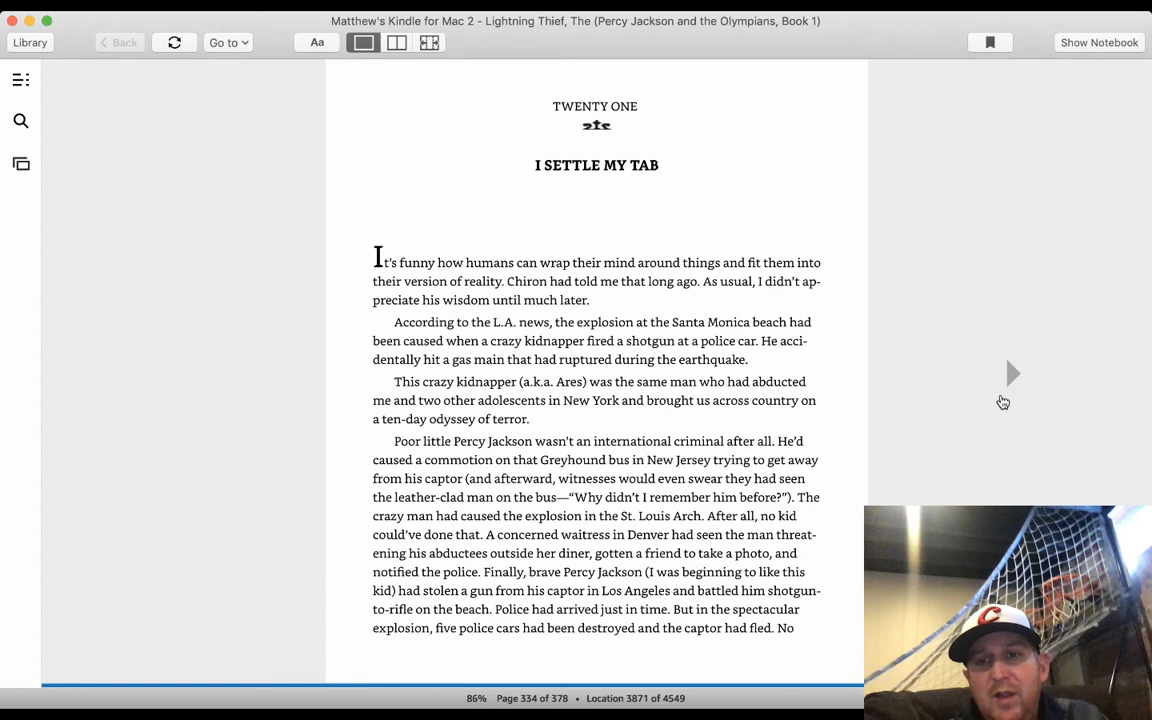 Matthew's Kindle for Mac 2 - Lightning Thief, The (Percy Jackson and the Olympians, Book 1)
Library
Back
Go to
Aa
Show Notebook
TWENTY ONE
I SETTLE MY TAB
It's funny how humans can wrap their mind around things and fit them into
their version of reality. Chiron had told me that long ago. As usual, I didn't ap-
preciate his wisdom until much later.
According to the L.A. news, the explosion at the Santa Monica beach had
been caused when a crazy kidnapper fired a shotgun at a police car. He acci-
dentally hit a gas main that had ruptured during the earthquake.
This crazy kidnapper (a.k.a. Ares) was the same man who had abducted
me and two other adolescents in New York and brought us across country on
a ten-day odyssey of terror.
Poor little Percy Jackson wasn't an international criminal after all. He'd
caused a commotion on that Greyhound bus in New Jersey trying to get away
from his captor (and afterward, witnesses would even swear they had seen
the leather-clad man on the bus—“Why didn't I remember him before?”). The
crazy man had caused the explosion in the St. Louis Arch. After all, no kid
could've done that. A concerned waitress in Denver had seen the man threat-
ening his abductees outside her diner, gotten a friend to take a photo, and
notified the police. Finally, brave Percy Jackson (I was beginning to like this
kid) had stolen a gun from his captor in Los Angeles and battled him shotgun-
to-rifle on the beach. Police had arrived just in time. But in the spectacular
explosion, five police cars had been destroyed and the captor had fled. No
86% Page 334 of 378 • Location 3871 of 4549
C